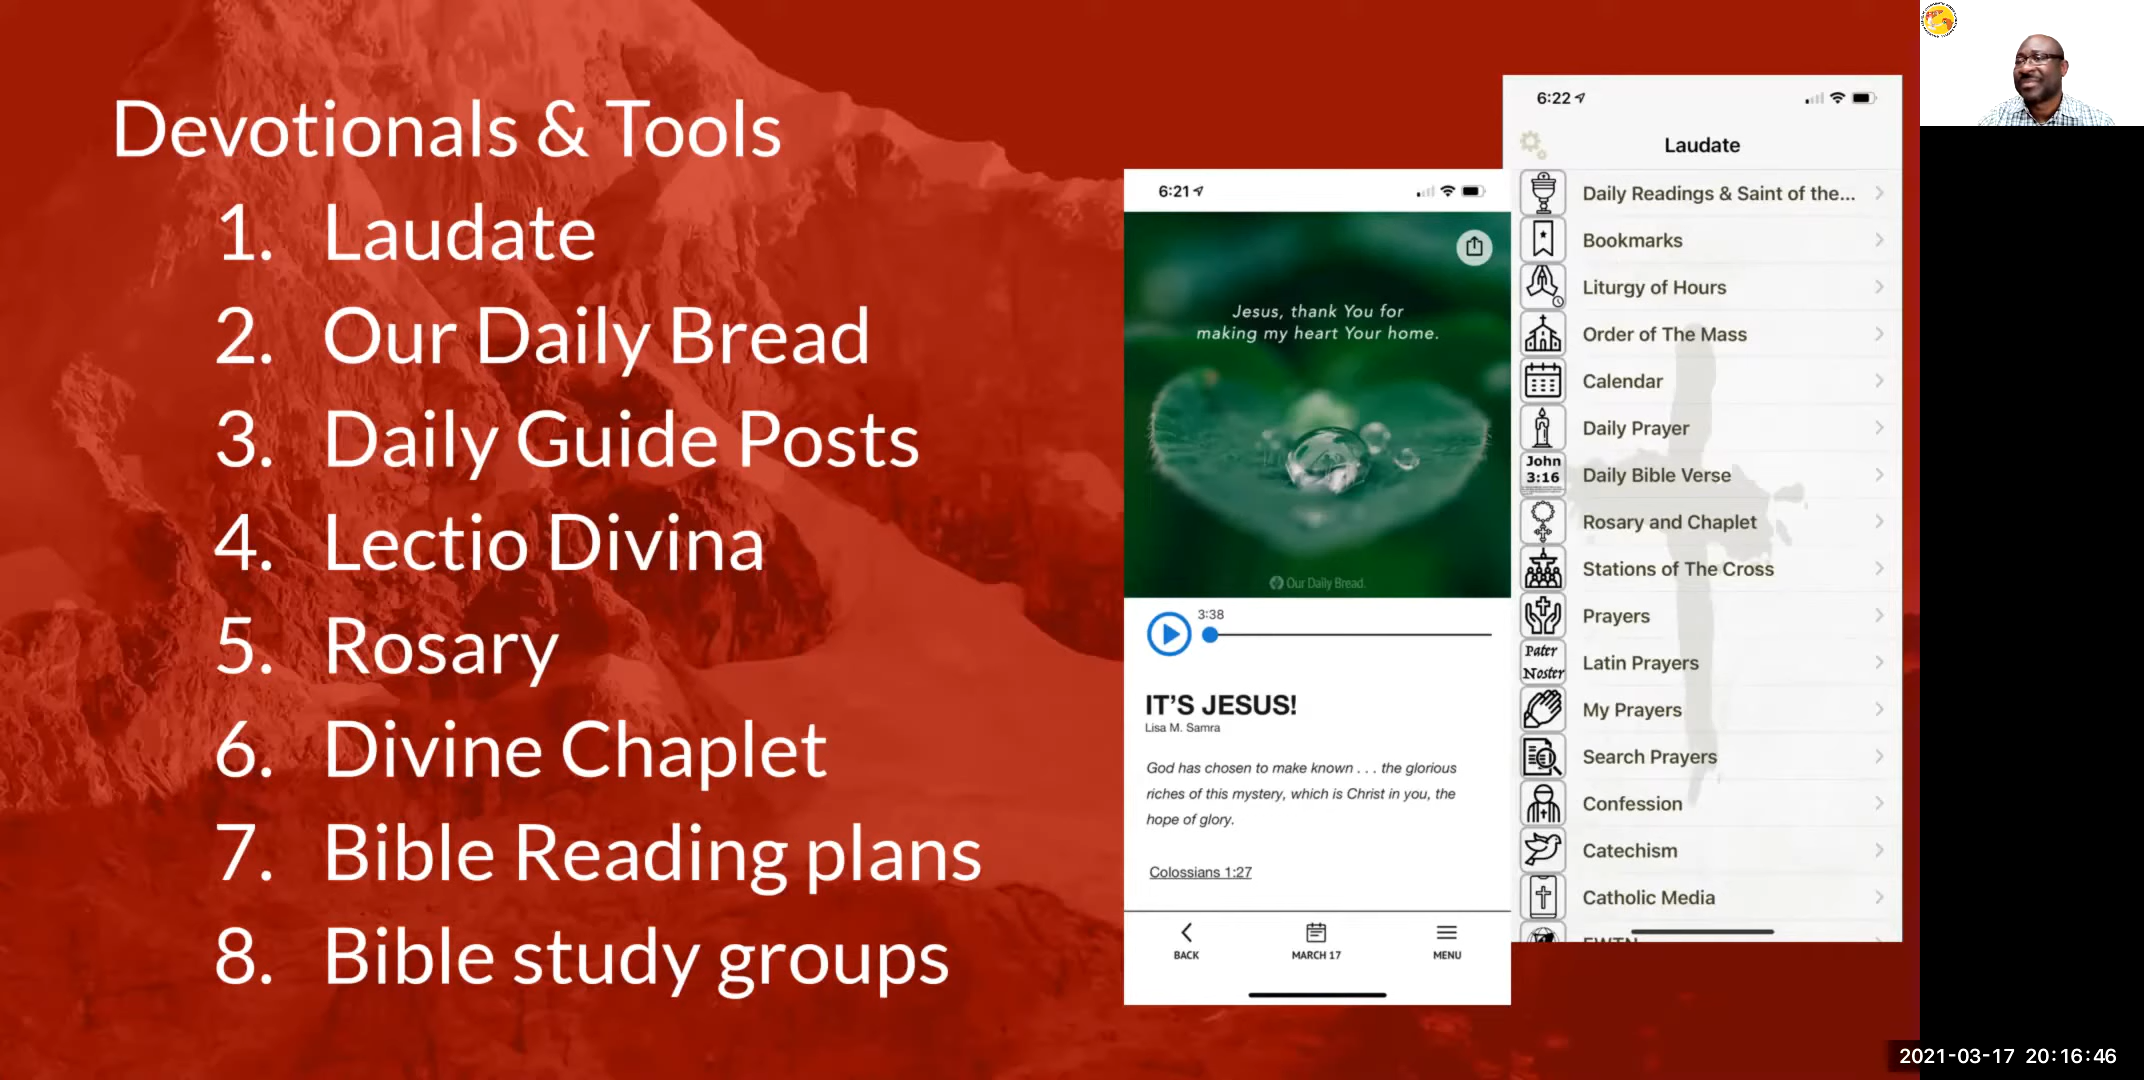 Devotionals & Tools
1. Laudate
2. Our Daily Bread
3. Daily Guide Posts
4. Lectio Divina
5. Rosary
6. Divine Chaplet
7. Bible Reading plans
8. Bible study groups
6:21
Jesus, thank You for
making my heart Your home.
Our Daily Bread.
3:38
IT'S JESUS!
Lisa M. Samra
God has chosen to make known . . . the glorious
riches of this mystery, which is Christ in you, the
hope of glory.
Colossians 1:27
BACK
MARCH 17
MENU
6:22
Laudate
Daily Readings & Saint of the...
Bookmarks
Liturgy of Hours
Order of The Mass
Calendar
Daily Prayer
John
3:16
Daily Bible Verse
Rosary and Chaplet
Stations of The Cross
Prayers
Pater
Noster
Latin Prayers
My Prayers
Search Prayers
Confession
Catechism
Catholic Media
EWTN
2021-03-17 20:16:46